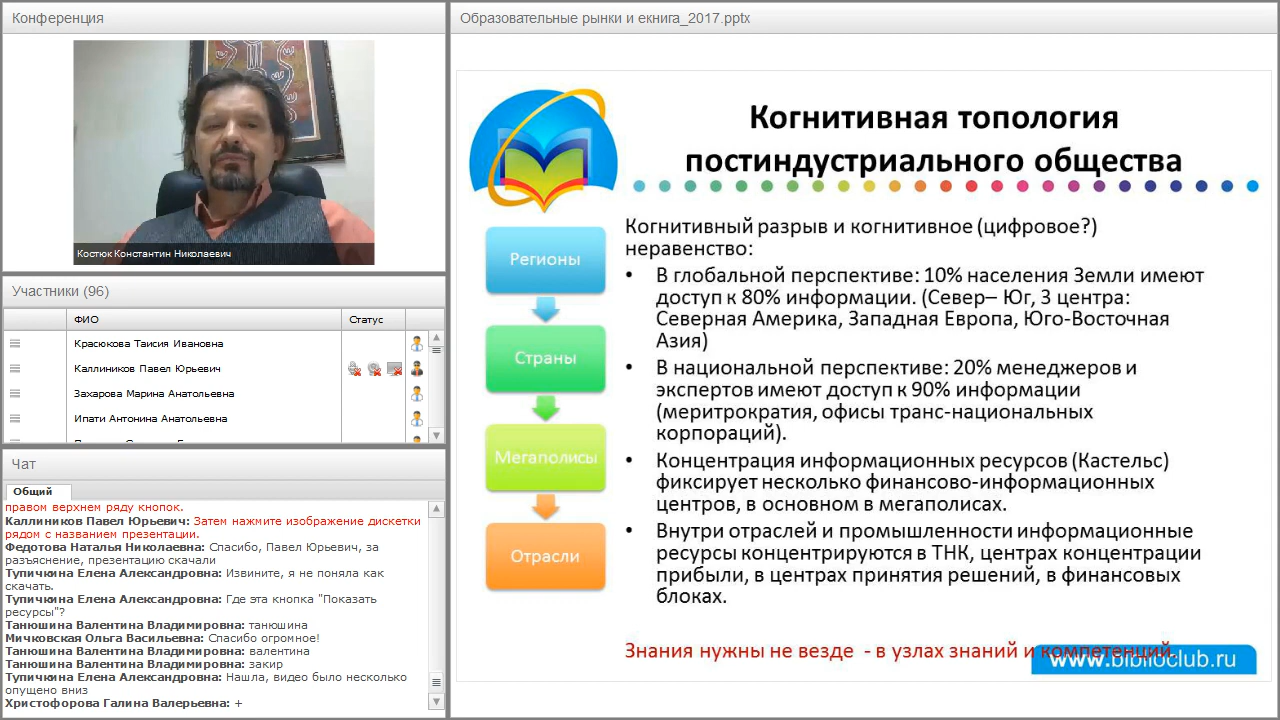 Конференция
Костюк Константин Николаевич
Участники (96)
ФИО
Статус
Красюкова Таисия Ивановна
Каллиников Павел Юрьевич
Захарова Марина Анатольевна
Ипати Антонина Анатольевна
Чат
Общий
правом верхнем ряду кнопок.
Каллиников Павел Юрьевич: Затем нажмите изображение дискетки
рядом с названием презентации.
Федотова Наталья Николаевна: Спасибо, Павел Юрьевич, за
разъяснение, презентацию скачали
Тупичкина Елена Александровна: Извините, я не поняла как
скачать.
Тупичкина Елена Александровна: Где эта кнопка "Показать
ресурсы"?
Танюшина Валентина Владимировна: танюшина
Мичковская Ольга Васильевна: Спасибо огромное!
Танюшина Валентина Владимировна: валентина
Танюшина Валентина Владимировна: закир
Тупичкина Елена Александровна: Нашла, видео было несколько
опущено вниз
Христофорова Галина Валерьевна: +
Образовательные рынки и екнига_2017.pptx
Когнитивная топология
постиндустриального общества
Регионы
Страны
Мегаполисы
Отрасли
Когнитивный разрыв и когнитивное (цифровое?)
неравенство:
• В глобальной перспективе: 10% населения Земли имеют
доступ к 80% информации. (Север– Юг, 3 центра:
Северная Америка, Западная Европа, Юго-Восточная
Азия)
• В национальной перспективе: 20% менеджеров и
экспертов имеют доступ к 90% информации
(меритрократия, офисы транс-национальных
корпораций).
• Концентрация информационных ресурсов (Кастельс)
фиксирует несколько финансово-информационных
центров, в основном в мегаполисах.
• Внутри отраслей и промышленности информационные
ресурсы концентрируются в ТНК, центрах концентрации
прибыли, в центрах принятия решений, в финансовых
блоках.
Знания нужны не везде - в узлах знаний и компетенций.
www.biblioclub.ru